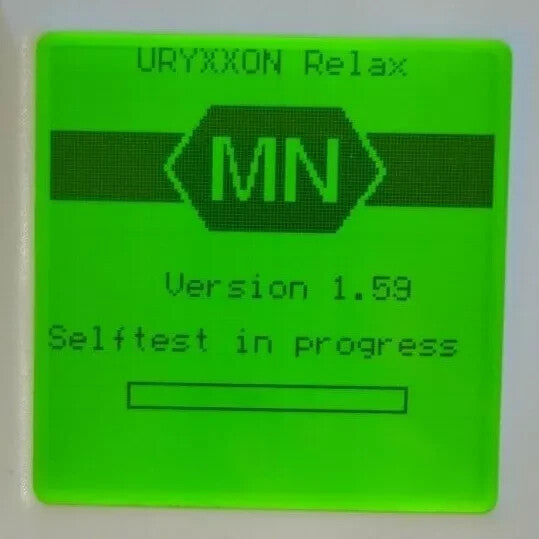 URYXXON Relax
MN
Version 1.59
Selftest in progress